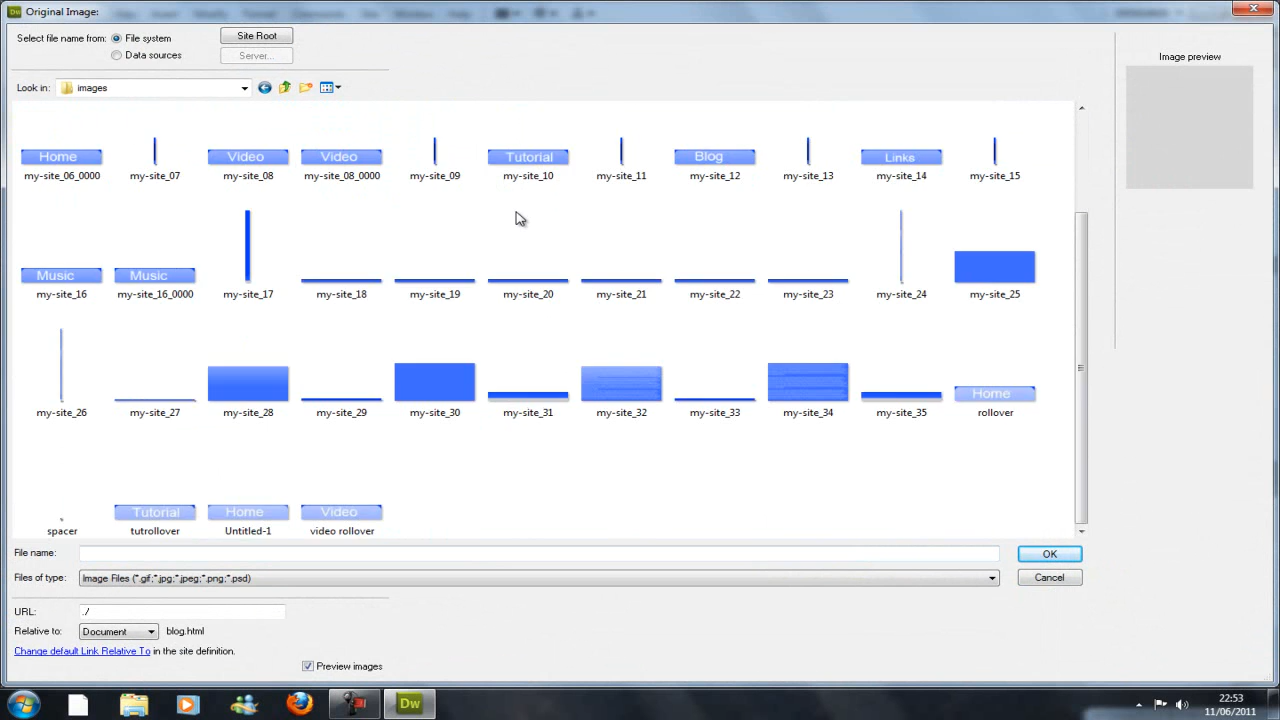 Dw Original Image:
Select file name from: File system Site Root
Data sources Server...
Look in: images
Image preview
Home Video Video Tutorial Blog Links
my-site_06_0000 my-site_07 my-site_08 my-site_08_0000 my-site_09 my-site_10 my-site_11 my-site_12 my-site_13 my-site_14 my-site_15
Music Music
my-site_16 my-site_16_0000 my-site_17 my-site_18 my-site_19 my-site_20 my-site_21 my-site_22 my-site_23 my-site_24 my-site_25
Home
my-site_26 my-site_27 my-site_28 my-site_29 my-site_30 my-site_31 my-site_32 my-site_33 my-site_34 my-site_35 rollover
Tutorial Home Video
spacer tutrollover Untitled-1 video rollover
File name: OK
Files of type: Image Files (*.gif;*.jpg;*.jpeg;*.png;*.psd) Cancel
URL: ./
Relative to: Document blog.html
Change default Link Relative To in the site definition.
Preview images
Dw
22:53
11/06/2011